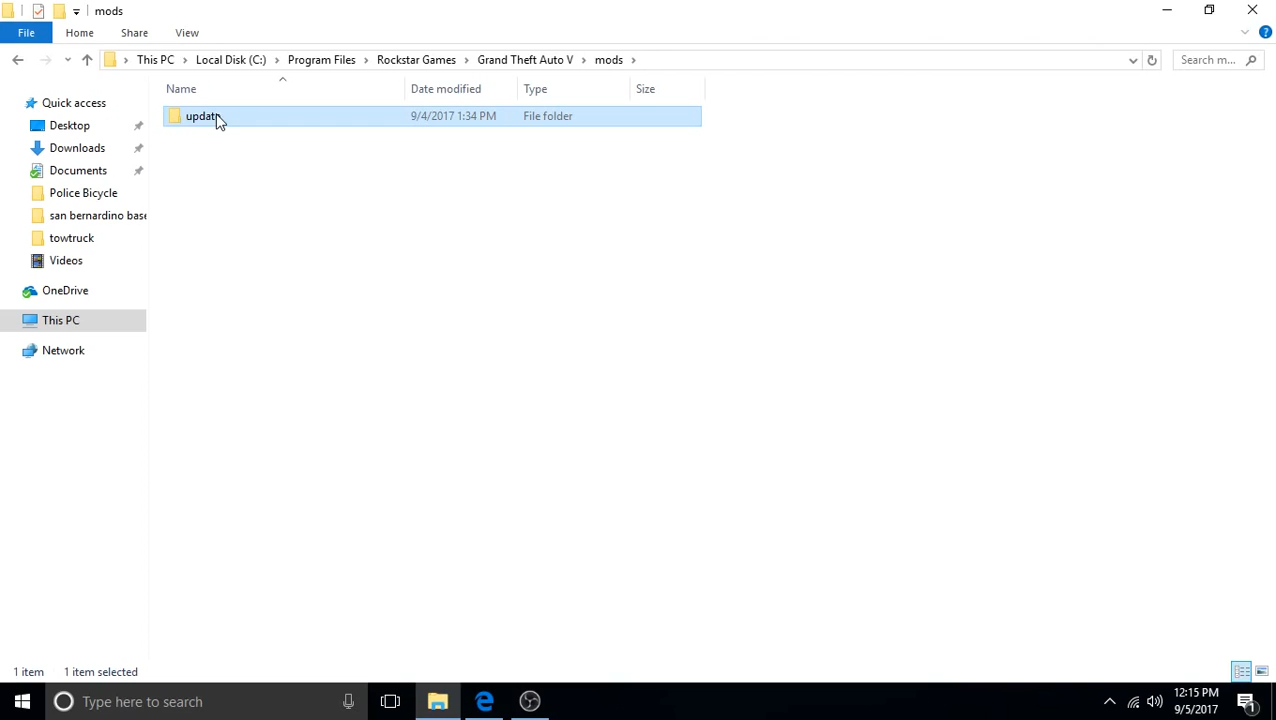 mods
File Home Share View
This PC Local Disk (C:) Program Files Rockstar Games Grand Theft Auto V mods Search m...
Name Date modified Type Size
update 9/4/2017 1:34 PM File folder
Quick access
Desktop
Downloads
Documents
Police Bicycle
san bernardino base
towtruck
Videos
OneDrive
This PC
Network
1 item 1 item selected
Type here to search
12:15 PM
9/5/2017
1